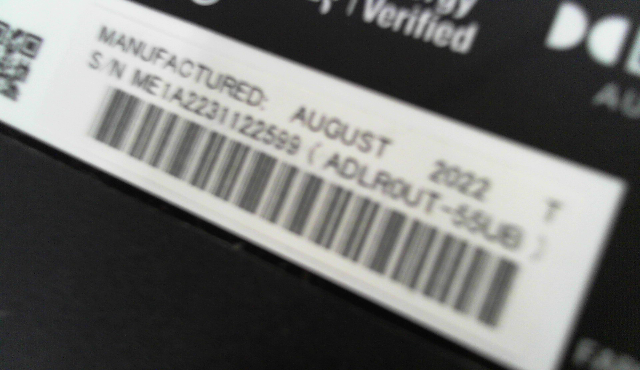 Verified
MANUFACTURED: AUGUST 2022 T
S/N ME1A2231122599 ( ADLR0UT-55UB )